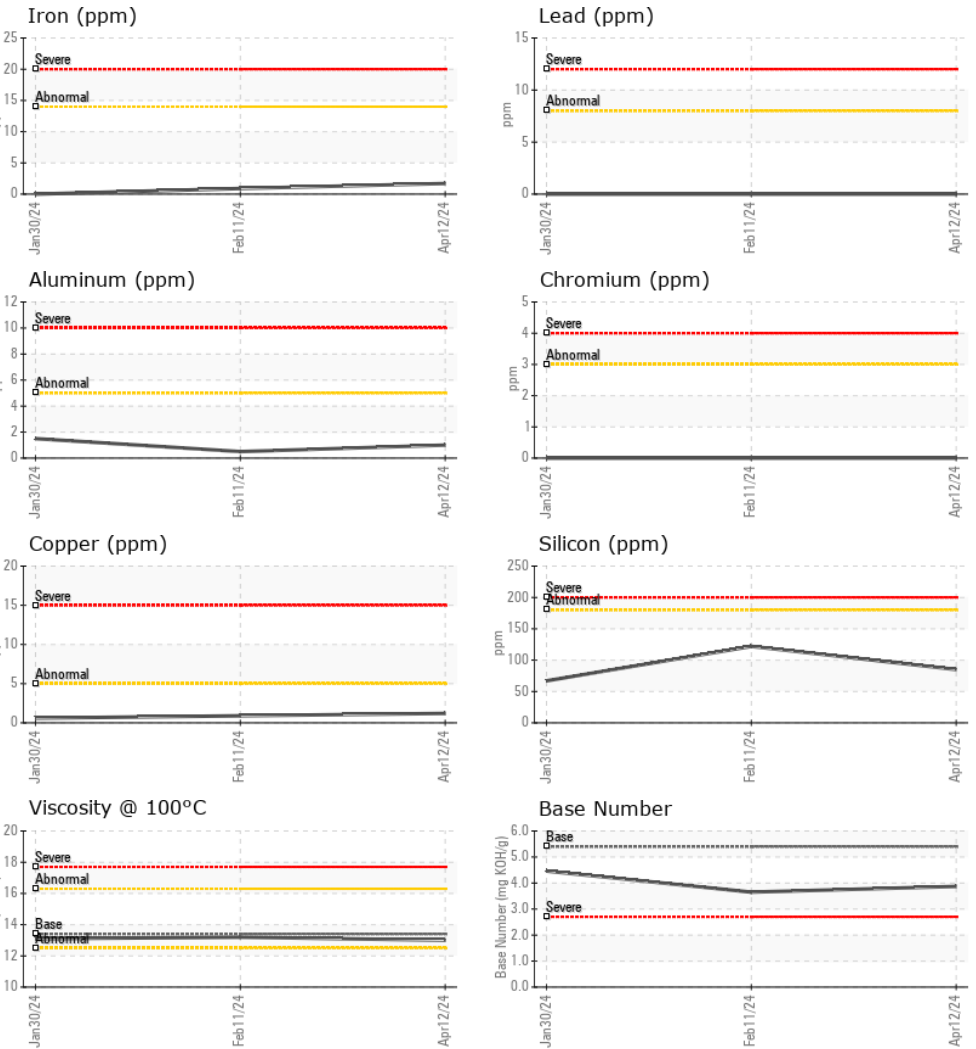 Iron (ppm)
25
20
15
10
5
0
Severe
Abnormal
Jan30/24
Feb11/24
Apr12/24
Lead (ppm)
ppm
15
10
5
0
Severe
Abnormal
Jan30/24
Feb11/24
Apr12/24
Aluminum (ppm)
12
10
8
6
4
2
0
Severe
Abnormal
Jan30/24
Feb11/24
Apr12/24
Chromium (ppm)
ppm
5
4
3
2
1
0
Severe
Abnormal
Jan30/24
Feb11/24
Apr12/24
Copper (ppm)
20
15
10
5
0
Severe
Abnormal
Jan30/24
Feb11/24
Apr12/24
Silicon (ppm)
ppm
250
200
150
100
50
0
Severe
Abnormal
Jan30/24
Feb11/24
Apr12/24
Viscosity @ 100°C
20
18
16
14
12
10
Severe
Abnormal
Base
Abnormal
Jan30/24
Feb11/24
Apr12/24
Base Number
Base Number (mg KOH/g)
6.0
5.0
4.0
3.0
2.0
1.0
0.0
Base
Severe
Jan30/24
Feb11/24
Apr12/24